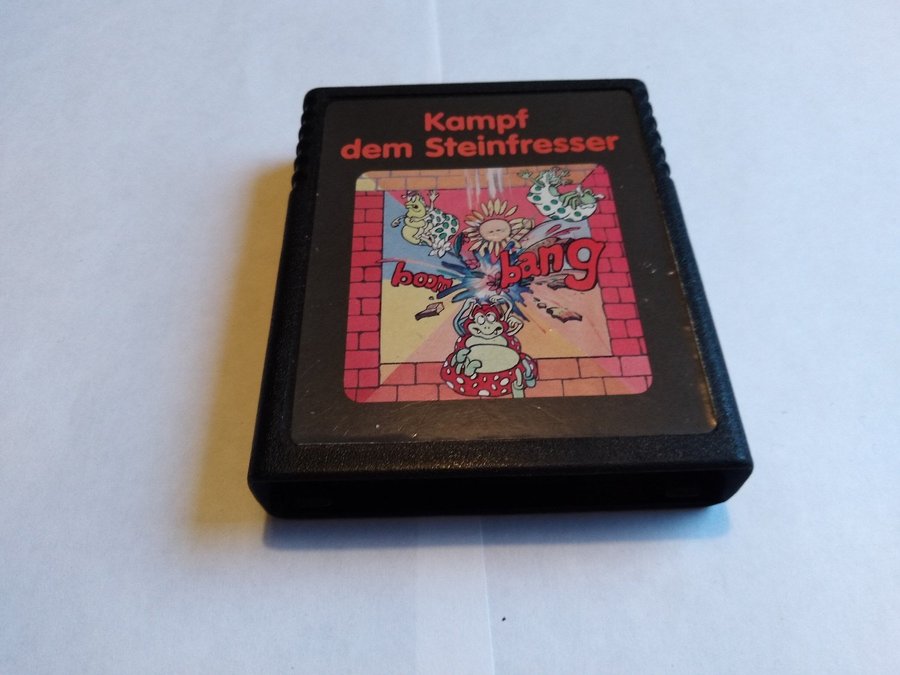 Kampf
dem Steinfresser
boom
bang